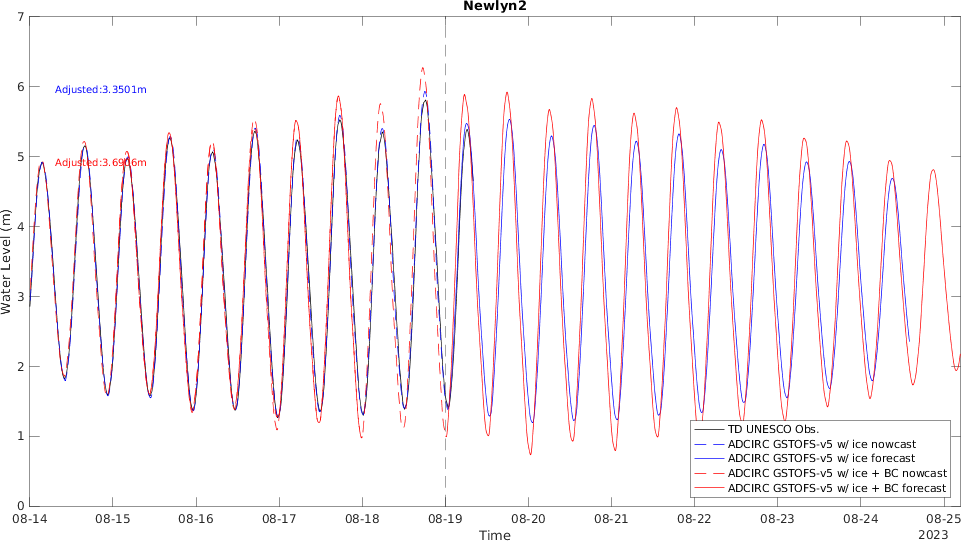 Newlyn2
7
6
5
4
3
2
1
0
Water Level (m)
Adjusted:3.3501m
Adjusted:3.6906m
TD UNESCO Obs.
ADCIRC GSTOFS-v5 w/ ice nowcast
ADCIRC GSTOFS-v5 w/ ice forecast
ADCIRC GSTOFS-v5 w/ ice + BC nowcast
ADCIRC GSTOFS-v5 w/ ice + BC forecast
08-14 08-15 08-16 08-17 08-18 08-19 08-20 08-21 08-22 08-23 08-24 08-25
Time
2023